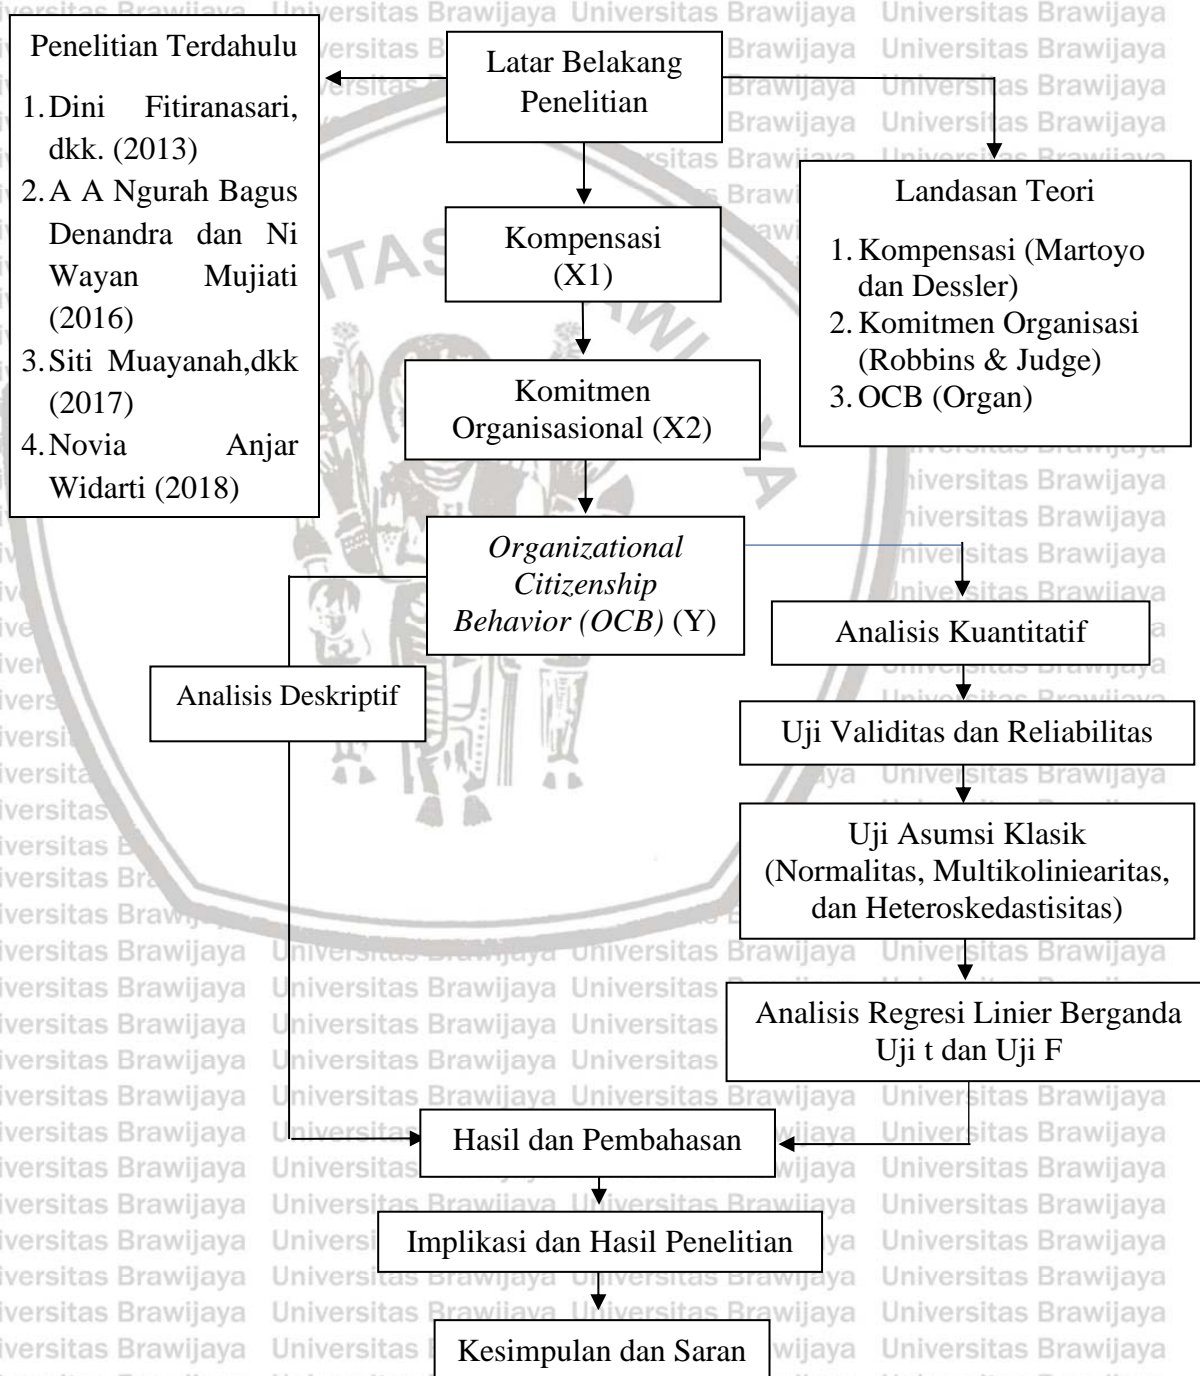 Penelitian Terdahulu
1. Dini Fitiranasari,
dkk. (2013)
2. A A Ngurah Bagus
Denandra dan Ni
Wayan Mujiati
(2016)
3. Siti Muayanah,dkk
(2017)
4. Novia Anjar
Widarti (2018)
Latar Belakang
Penelitian
Landasan Teori
1. Kompensasi (Martoyo
dan Dessler)
2. Komitmen Organisasi
(Robbins & Judge)
3. OCB (Organ)
Kompensasi
(X1)
Komitmen
Organisasional (X2)
Organizational
Citizenship
Behavior (OCB) (Y)
Analisis Deskriptif
Analisis Kuantitatif
Uji Validitas dan Reliabilitas
Uji Asumsi Klasik
(Normalitas, Multikoliniearitas,
dan Heteroskedastisitas)
Analisis Regresi Linier Berganda
Uji t dan Uji F
Hasil dan Pembahasan
Implikasi dan Hasil Penelitian
Kesimpulan dan Saran